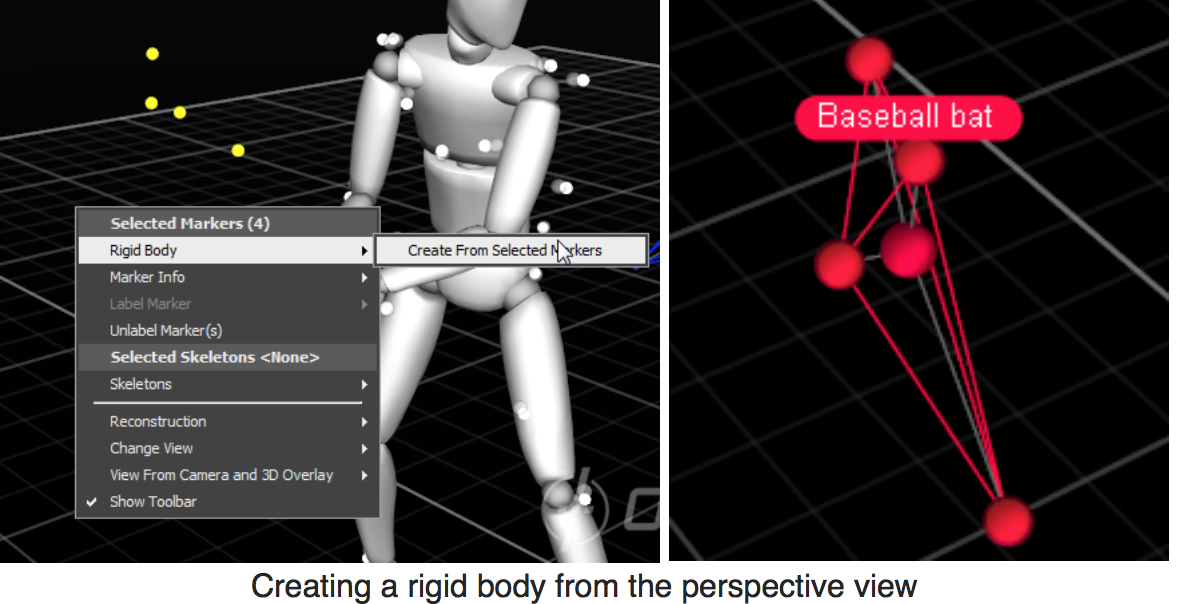 Selected Markers (4)
Rigid Body
Create From Selected Markers
Marker Info
Label Marker
Unlabel Marker(s)
Selected Skeletons <None>
Skeletons
Reconstruction
Change View
View From Camera and 3D Overlay
Show Toolbar
Baseball bat
Creating a rigid body from the perspective view